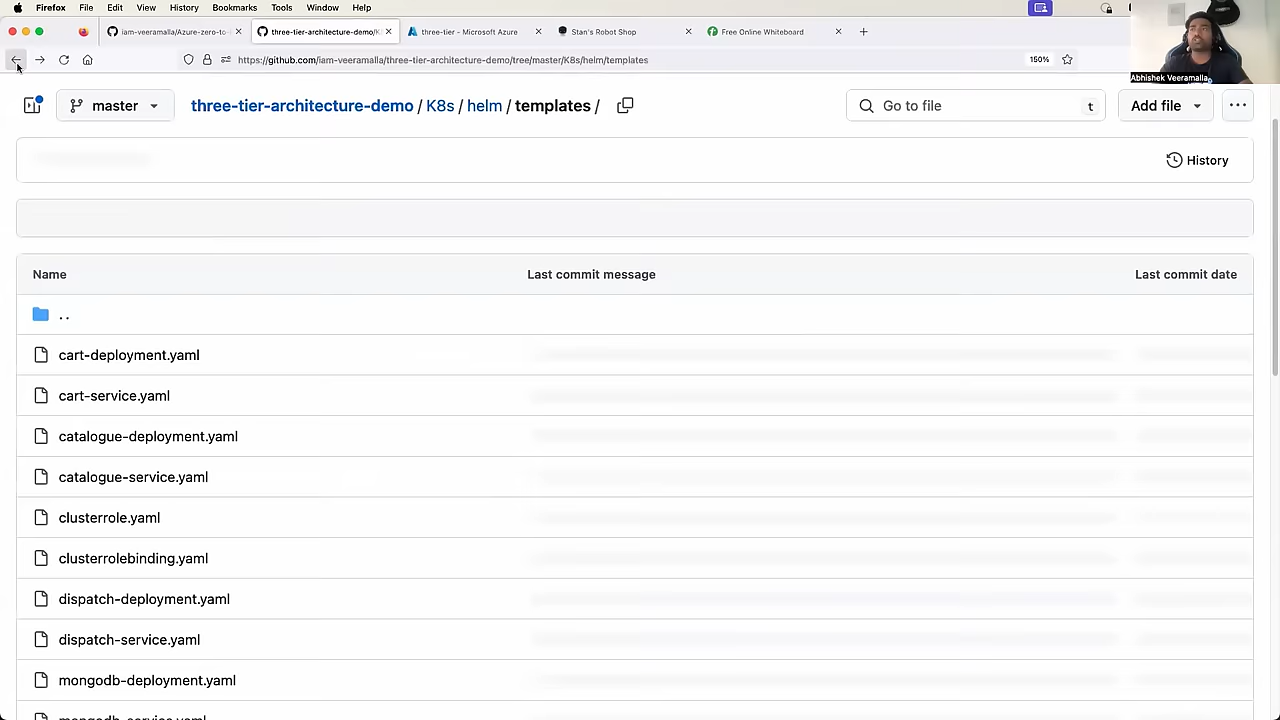 Firefox File Edit View History Bookmarks Tools Window Help
iam-veeramalla/Azure-zero-to-
three-tier-architecture-demo/K
three-tier - Microsoft Azure
Stan's Robot Shop
Free Online Whiteboard
https://github.com/iam-veeramalla/three-tier-architecture-demo/tree/master/K8s/helm/templates
150%
Abhishek Veeramalla
master
three-tier-architecture-demo / K8s / helm / templates /
Go to file
t
Add file
History
Name
Last commit message
Last commit date
..
cart-deployment.yaml
cart-service.yaml
catalogue-deployment.yaml
catalogue-service.yaml
clusterrole.yaml
clusterrolebinding.yaml
dispatch-deployment.yaml
dispatch-service.yaml
mongodb-deployment.yaml
mongodb-service.yaml